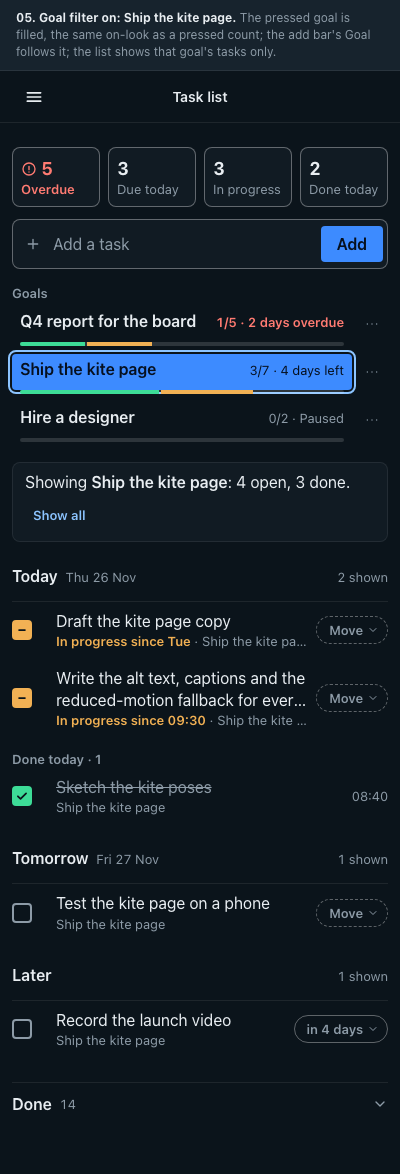 05. Goal filter on: Ship the kite page. The pressed goal is
filled, the same on-look as a pressed count; the add bar's Goal
follows it; the list shows that goal's tasks only.
Task list
5
Overdue
3
Due today
3
In progress
2
Done today
+ Add a task
Add
Goals
Q4 report for the board 1/5 · 2 days overdue ...
Ship the kite page 3/7 · 4 days left ...
Hire a designer 0/2 · Paused ...
Showing Ship the kite page: 4 open, 3 done.
Show all
Today Thu 26 Nov 2 shown
Draft the kite page copy
In progress since Tue · Ship the kite pa...
Move
Write the alt text, captions and the
reduced-motion fallback for ever...
In progress since 09:30 · Ship the kite ...
Move
Done today · 1
Sketch the kite poses
Ship the kite page
08:40
Tomorrow Fri 27 Nov 1 shown
Test the kite page on a phone
Ship the kite page
Move
Later 1 shown
Record the launch video
Ship the kite page
in 4 days
Done 14